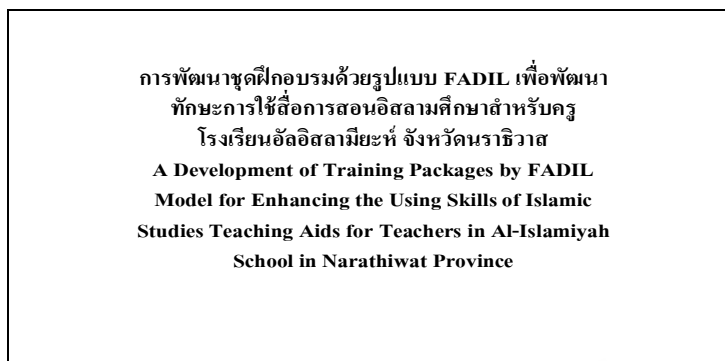 การพัฒนาชุดฝึกอบรมด้วยรูปแบบ FADIL เพื่อพัฒนา
ทักษะการใช้สื่อการสอนอิสลามศึกษาสำหรับครู
โรงเรียนอัลอิสลามียะห์ จังหวัดนราธิวาส
A Development of Training Packages by FADIL
Model for Enhancing the Using Skills of Islamic
Studies Teaching Aids for Teachers in Al-Islamiyah
School in Narathiwat Province